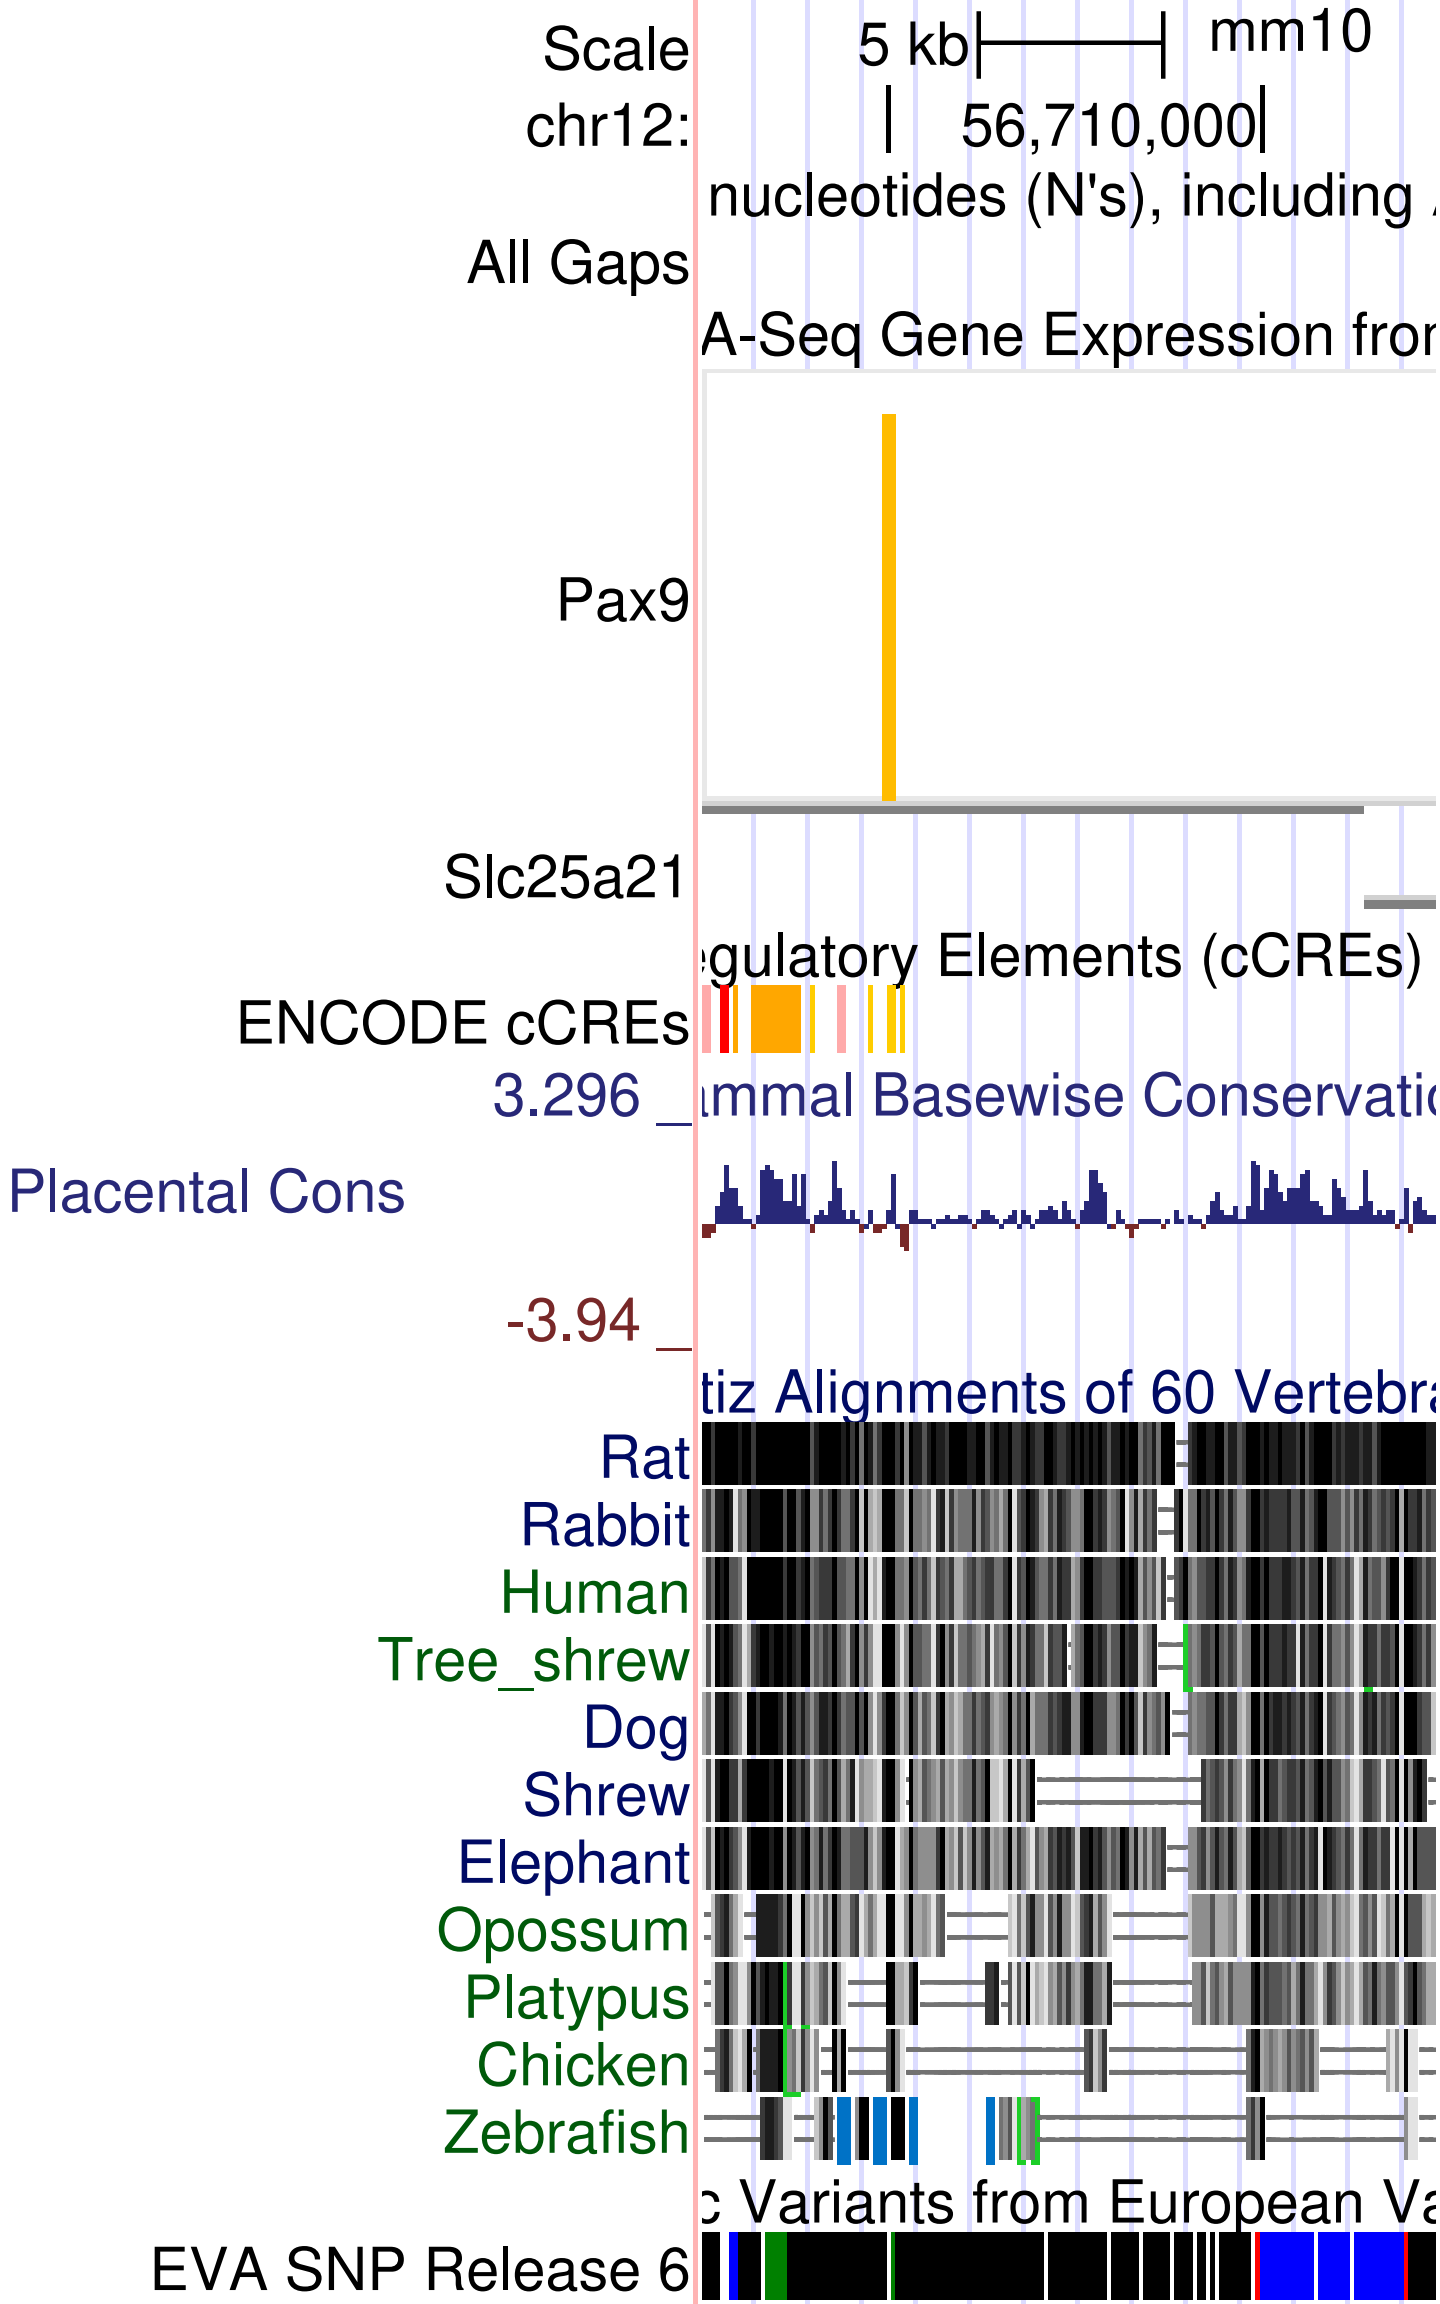 Scale 5 kb mm10
chr12: 56,710,000
nucleotides (N's), including
All Gaps
A-Seq Gene Expression from
Pax9
Slc25a21
egulatory Elements (cCREs)
ENCODE cCREs
3.296 _ ammal Basewise Conservatio
Placental Cons
-3.94 _
tiz Alignments of 60 Vertebra
Rat
Rabbit
Human
Tree_shrew
Dog
Shrew
Elephant
Opossum
Platypus
Chicken
Zebrafish
c Variants from European Va
EVA SNP Release 6